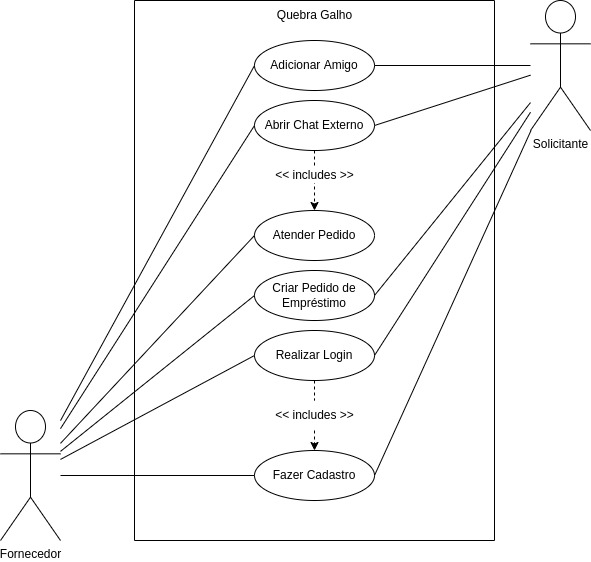 Quebra Galho
Adicionar Amigo
Abrir Chat Externo
<< includes >>
Solicitante
Atender Pedido
Criar Pedido de
Empréstimo
Realizar Login
<< includes >>
Fazer Cadastro
Fornecedor